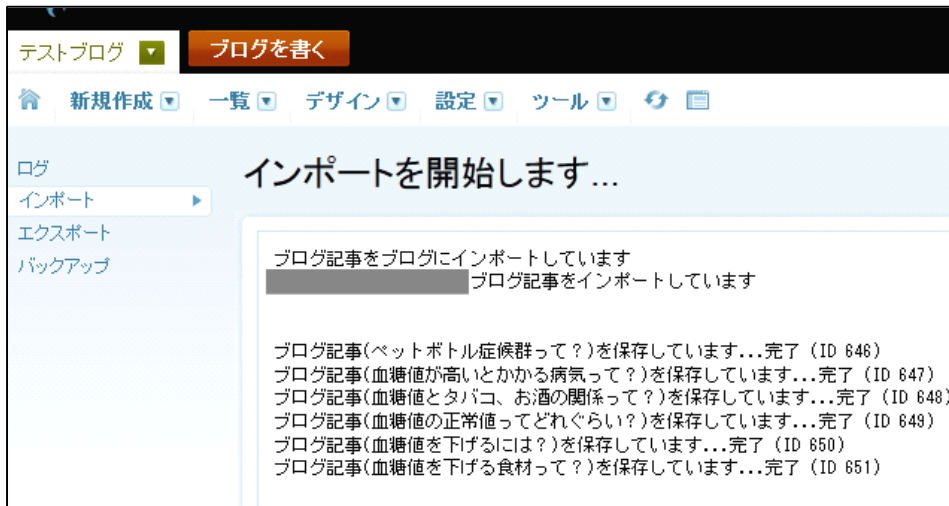 テストブログ
ブログを書く
新規作成 一覧 デザイン 設定 ツール
ログ
インポート
エクスポート
バックアップ
インポートを開始します...
ブログ記事をブログにインポートしています
ブログ記事をインポートしています
ブログ記事(ペットボトル症候群って？)を保存しています...完了 (ID 646)
ブログ記事(血糖値が高いとかかる病気って？)を保存しています...完了 (ID 647)
ブログ記事(血糖値とタバコ、お酒の関係って？)を保存しています...完了 (ID 648)
ブログ記事(血糖値の正常値ってどれぐらい？)を保存しています...完了 (ID 649)
ブログ記事(血糖値を下げるには？)を保存しています...完了 (ID 650)
ブログ記事(血糖値を下げる食材って？)を保存しています...完了 (ID 651)